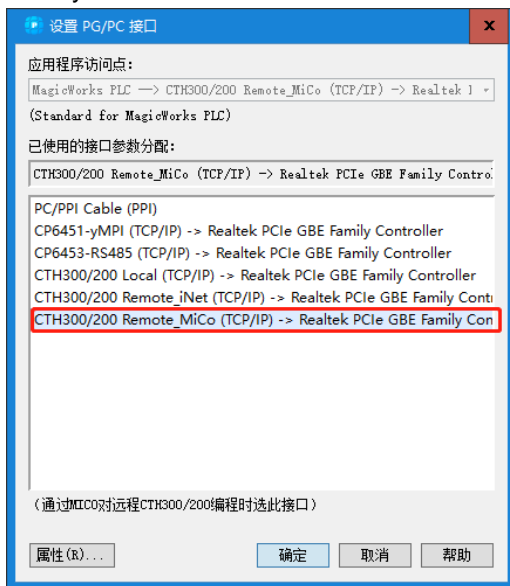 设置 PG/PC 接口
x
应用程序访问点：
MagicWorks PLC —> CTH300/200 Remote_MiCo (TCP/IP) -> Realtek
(Standard for MagicWorks PLC)
已使用的接口参数分配：
CTH300/200 Remote_MiCo (TCP/IP) -> Realtek PCIe GBE Family Contro
PC/PPI Cable (PPI)
CP6451-yMPI (TCP/IP) -> Realtek PCIe GBE Family Controller
CP6453-RS485 (TCP/IP) -> Realtek PCIe GBE Family Controller
CTH300/200 Local (TCP/IP) -> Realtek PCIe GBE Family Controller
CTH300/200 Remote_iNet (TCP/IP) -> Realtek PCIe GBE Family Cont
CTH300/200 Remote_MiCo (TCP/IP) -> Realtek PCIe GBE Family Con
（通过MICO对远程CTH300/200编程时选此接口）
属性(R)... 确定 取消 帮助